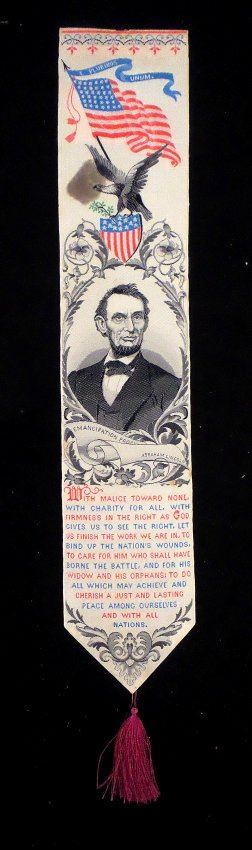 PLURIBUS
UNUM.
EMANCIPATION
ABRAHAM LINCOLN
WITH MALICE TOWARD NONE,
WITH CHARITY FOR ALL, WITH
FIRMNESS IN THE RIGHT AS GOD
GIVES US TO SEE THE RIGHT, LET
US FINISH THE WORK WE ARE IN, TO
BIND UP THE NATION'S WOUNDS,
TO CARE FOR HIM WHO SHALL HAVE
BORNE THE BATTLE, AND FOR HIS
WIDOW AND HIS ORPHANS; TO DO
ALL WHICH MAY ACHIEVE AND
CHERISH A JUST AND LASTING
PEACE AMONG OURSELVES
AND WITH ALL
NATIONS.